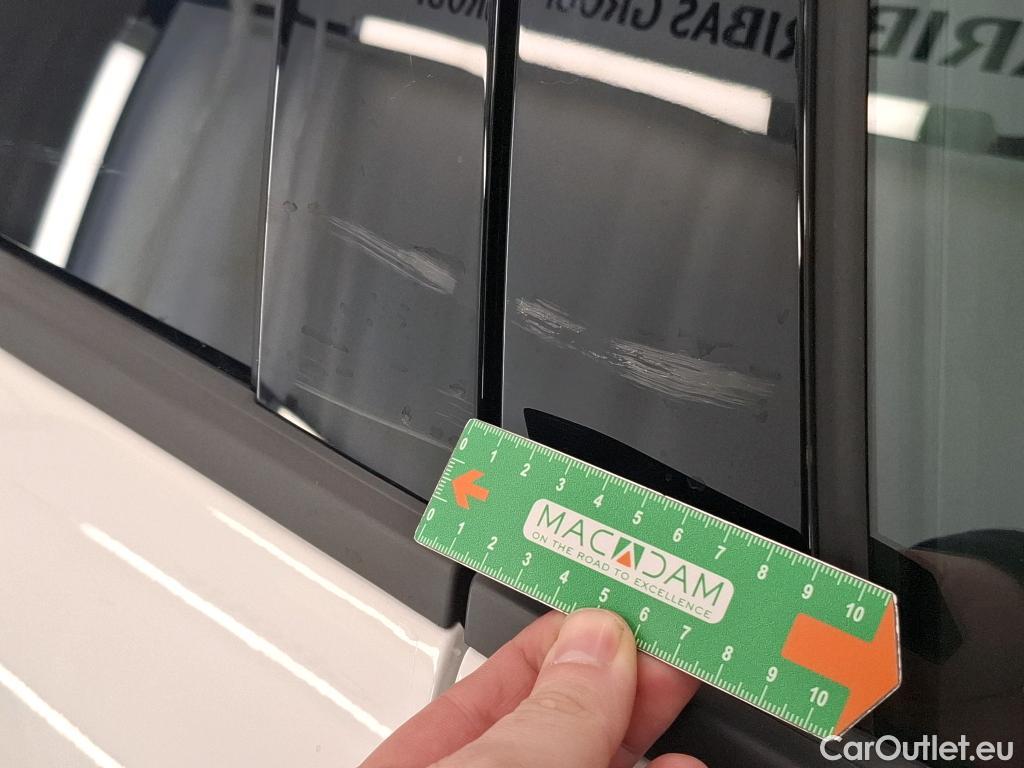 RIBAS GROUP
ARIB
0 1 2 3 4 5 6 7 8 9 10
MACADAM
ON THE ROAD TO EXCELLENCE
0 1 2 3 4 5 6 7 8 9 10
CarOutlet.eu